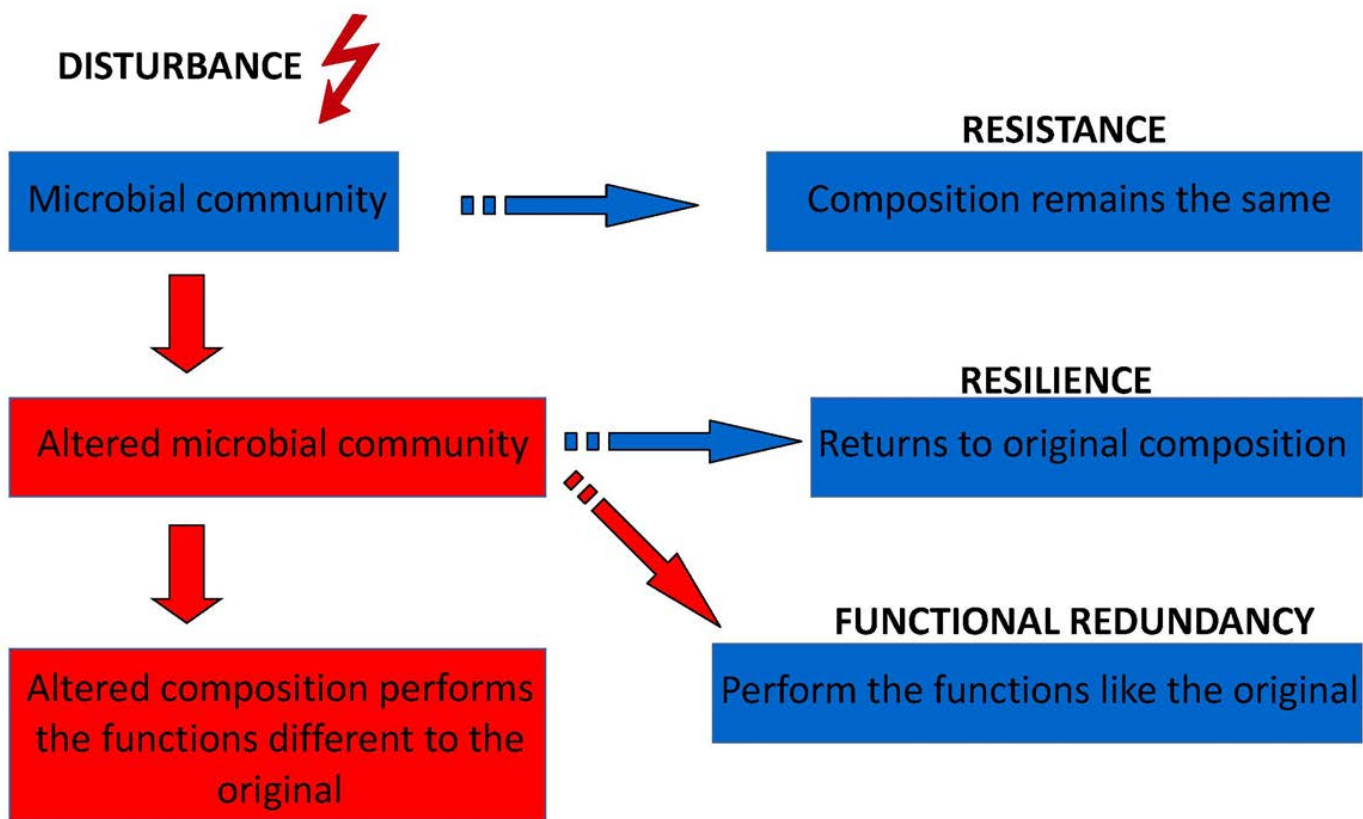 DISTURBANCE
RESISTANCE
Microbial community
Composition remains the same
RESILIENCE
Altered microbial community
Returns to original composition
FUNCTIONAL REDUNDANCY
Perform the functions like the original
Altered composition performs
the functions different to the
original